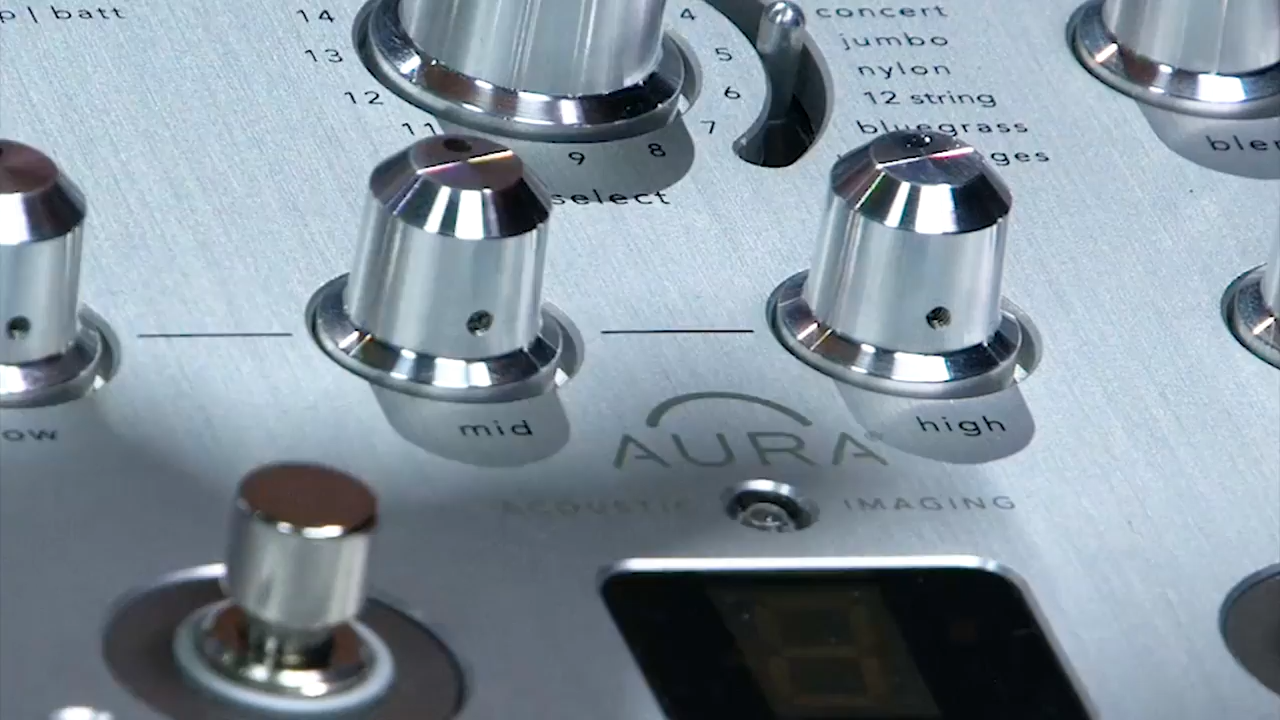 p | batt
14
13
12
11
9
8
7
6
5
4
select
concert
jumbo
nylon
12 string
bluegrass
mid
high
AURA®
ACOUSTIC IMAGING